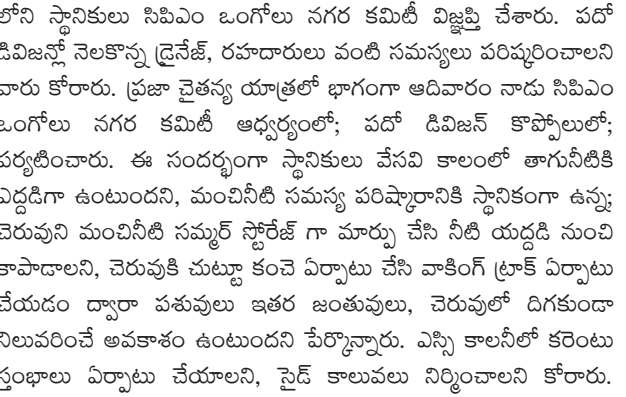 లోని స్థానికులు సిపిఎం ఒంగోలు నగర కమిటీ విజ్ఞప్తి చేశారు. పదో
డివిజన్లో నెలకొన్న డ్రైనేజ్, రహదారులు వంటి సమస్యలు పరిష్కరించాలని
వారు కోరారు. ప్రజా చైతన్య యాత్రలో భాగంగా ఆదివారం నాడు సిపిఎం
ఒంగోలు నగర కమిటీ ఆధ్వర్యంలో; పదో డివిజన్ కొప్పోలులో;
పర్యటించారు. ఈ సందర్భంగా స్థానికులు వేసవి కాలంలో తాగునీటికి
ఎద్దడిగా ఉంటుందని, మంచినీటి సమస్య పరిష్కారానికి స్థానికంగా ఉన్న;
చెరువుని మంచినీటి సమ్మర్ స్టోరేజ్ గా మార్పు చేసి నీటి యద్దడి నుంచి
కాపాడాలని, చెరువుకి చుట్టూ కంచె ఏర్పాటు చేసి వాకింగ్ ట్రాక్ ఏర్పాటు
చేయడం ద్వారా పశువులు ఇతర జంతువులు, చెరువులో దిగకుండా
నిలువరించే అవకాశం ఉంటుందని పేర్కొన్నారు. ఎస్సి కాలనీలో కరెంటు
స్తంభాలు ఏర్పాటు చేయాలని, సైడ్ కాలువలు నిర్మించాలని కోరారు.